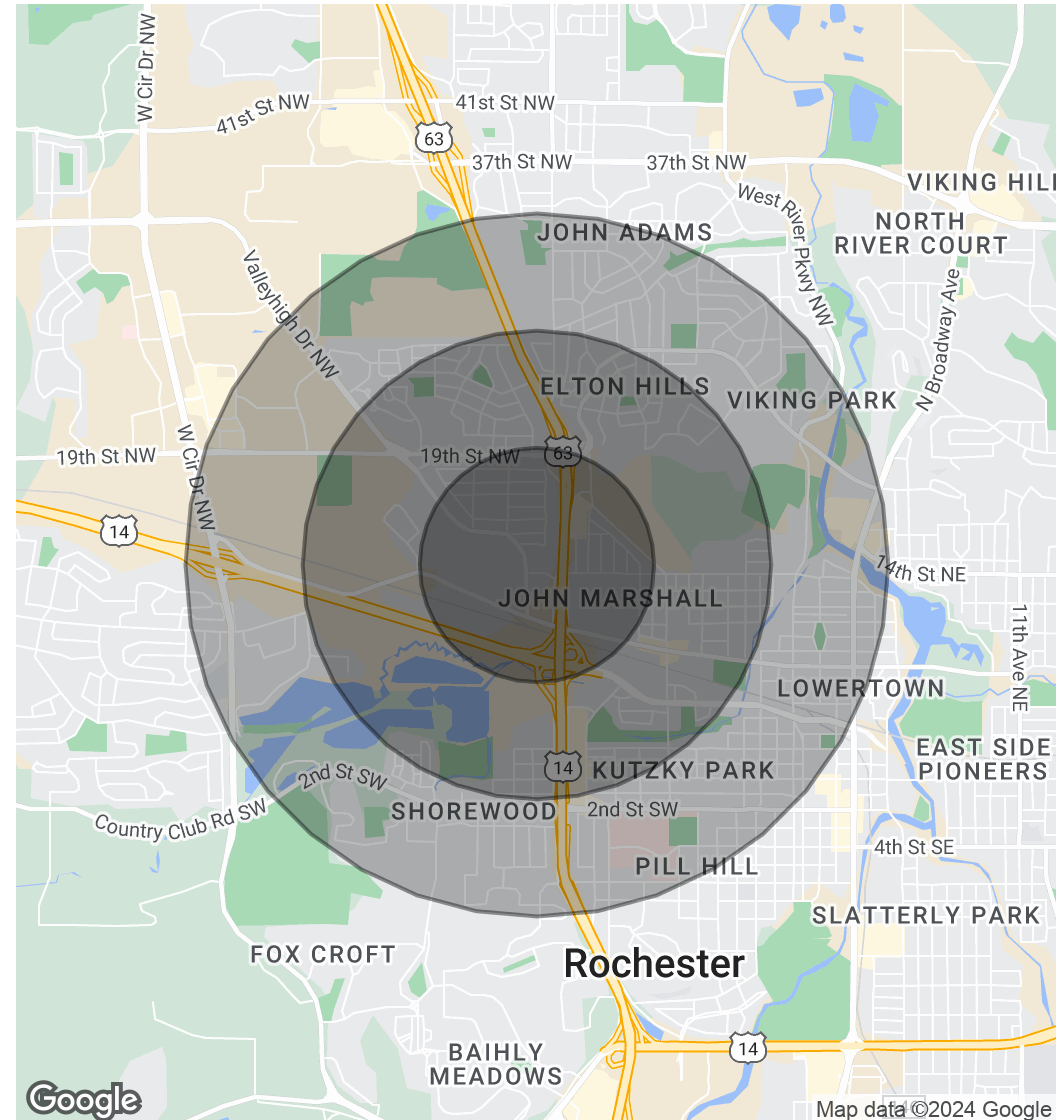 W Cir Dr NW
41st St NW
41st St NW
63
37th St NW
37th St NW
VIKING HILL
West River Pkwy NW
NORTH
RIVER COURT
JOHN ADAMS
Valleyhigh Dr NW
N Broadway Ave
ELTON HILLS
VIKING PARK
W Cir Dr NW
19th St NW
19th St NW
63
14
14th St NE
JOHN MARSHALL
11th Ave NE
LOWERTOWN
EAST SIDE
PIONEERS
2nd St SW
14
KUTZKY PARK
SHOREWOOD
2nd St SW
Country Club Rd SW
4th St SE
PILL HILL
SLATTERLY PARK
FOX CROFT
Rochester
BAIHLY
MEADOWS
14
Google
Map data ©2024 Google